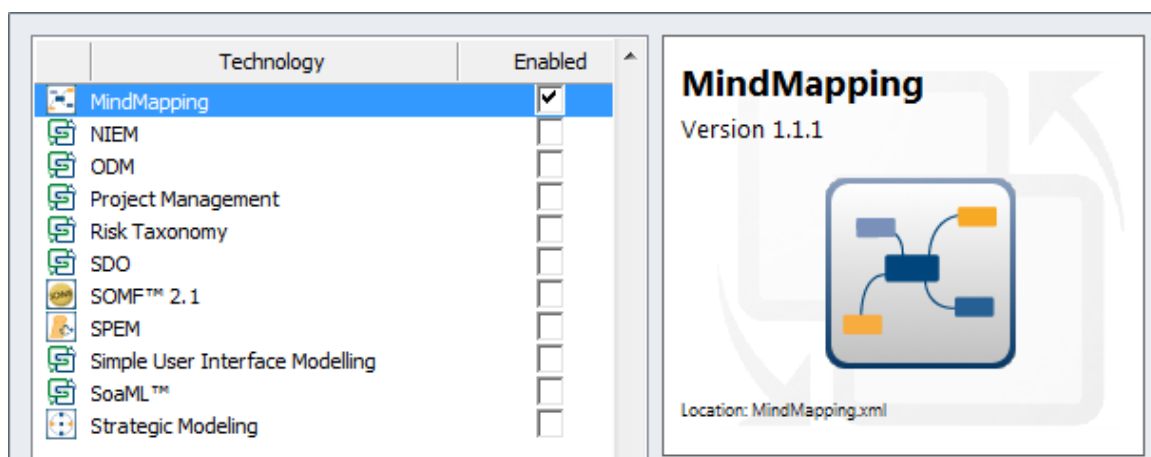 Technology Enabled
MindMapping
NIEM
ODM
Project Management
Risk Taxonomy
SDO
SOMF™ 2.1
SPEM
Simple User Interface Modelling
SoaML™
Strategic Modeling
MindMapping
Version 1.1.1
Location: MindMapping.xml